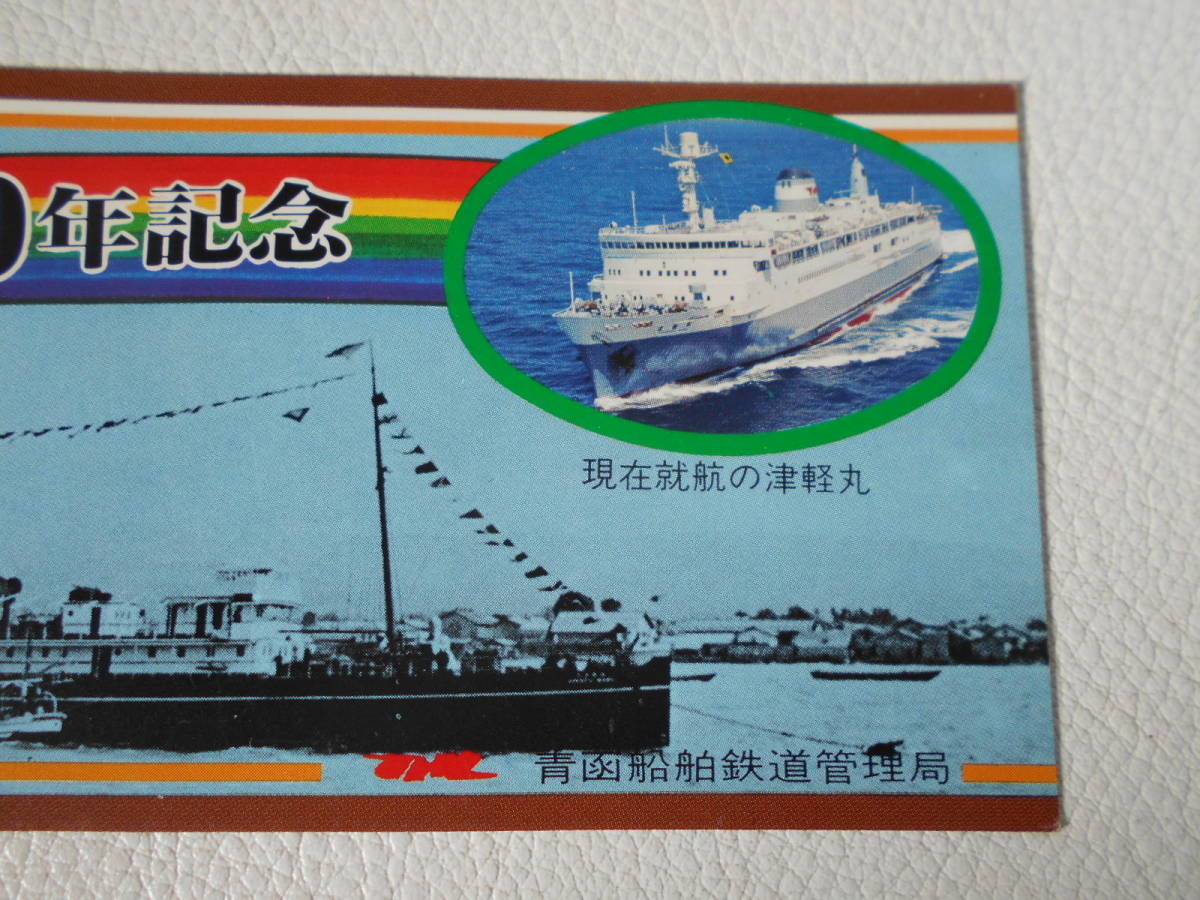 0年記念
現在就航の津軽丸
青函船舶鉄道管理局